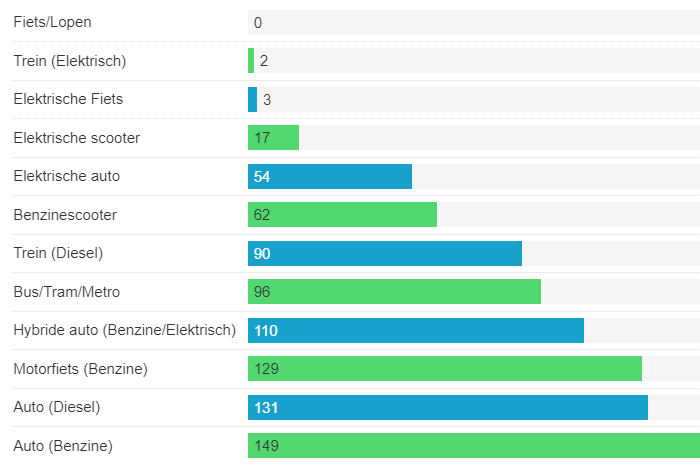 Fiets/Lopen 0
Trein (Elektrisch) 2
Elektrische Fiets 3
Elektrische scooter 17
Elektrische auto 54
Benzinescooter 62
Trein (Diesel) 90
Bus/Tram/Metro 96
Hybride auto (Benzine/Elektrisch) 110
Motorfiets (Benzine) 129
Auto (Diesel) 131
Auto (Benzine) 149